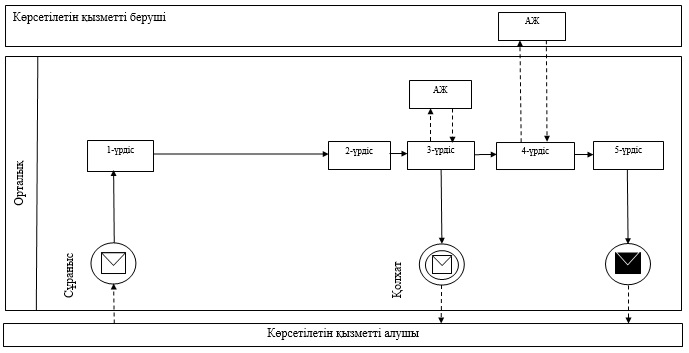 Көрсетілетін қызметті беруші
АЖ
Орталық
АЖ
1-үрдіс
2-үрдіс
3-үрдіс
4-үрдіс
5-үрдіс
Сұраныс
Қолхат
Көрсетілетін қызметті алушы